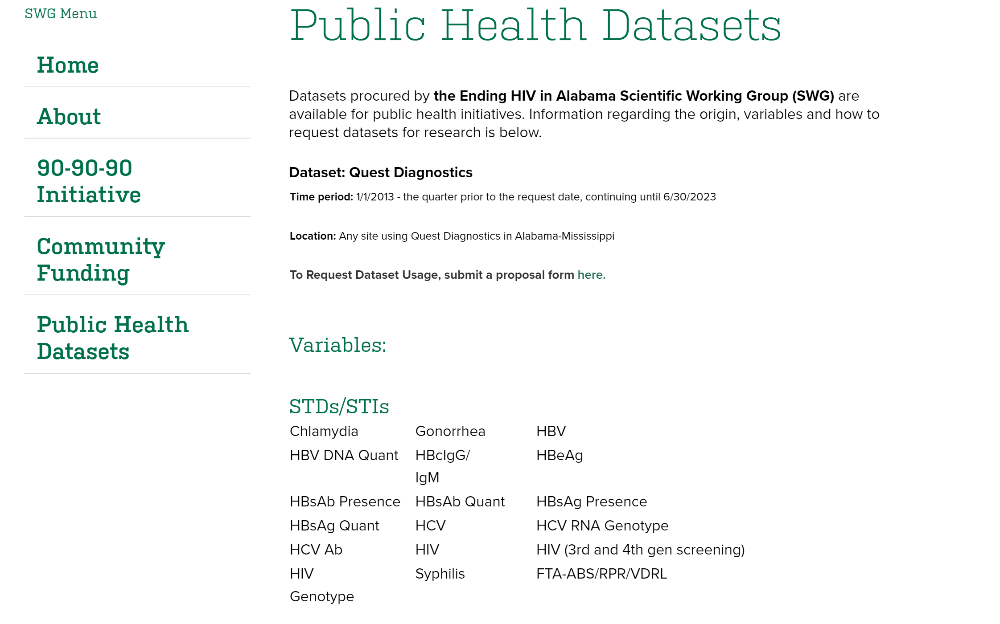 SWG Menu
Home
About
90-90-90
Initiative
Community
Funding
Public Health
Datasets
Public Health Datasets
Datasets procured by the Ending HIV in Alabama Scientific Working Group (SWG) are
available for public health initiatives. Information regarding the origin, variables and how to
request datasets for research is below.
Dataset: Quest Diagnostics
Time period: 1/1/2013 - the quarter prior to the request date, continuing until 6/30/2023
Location: Any site using Quest Diagnostics in Alabama-Mississippi
To Request Dataset Usage, submit a proposal form here.
Variables:
STDs/STIs
Chlamydia Gonorrhea HBV
HBV DNA Quant HBcIgG/ HBeAg
IgM
HBsAb Presence HBsAb Quant HBsAg Presence
HBsAg Quant HCV HCV RNA Genotype
HCV Ab HIV HIV (3rd and 4th gen screening)
HIV Syphilis FTA-ABS/RPR/VDRL
Genotype